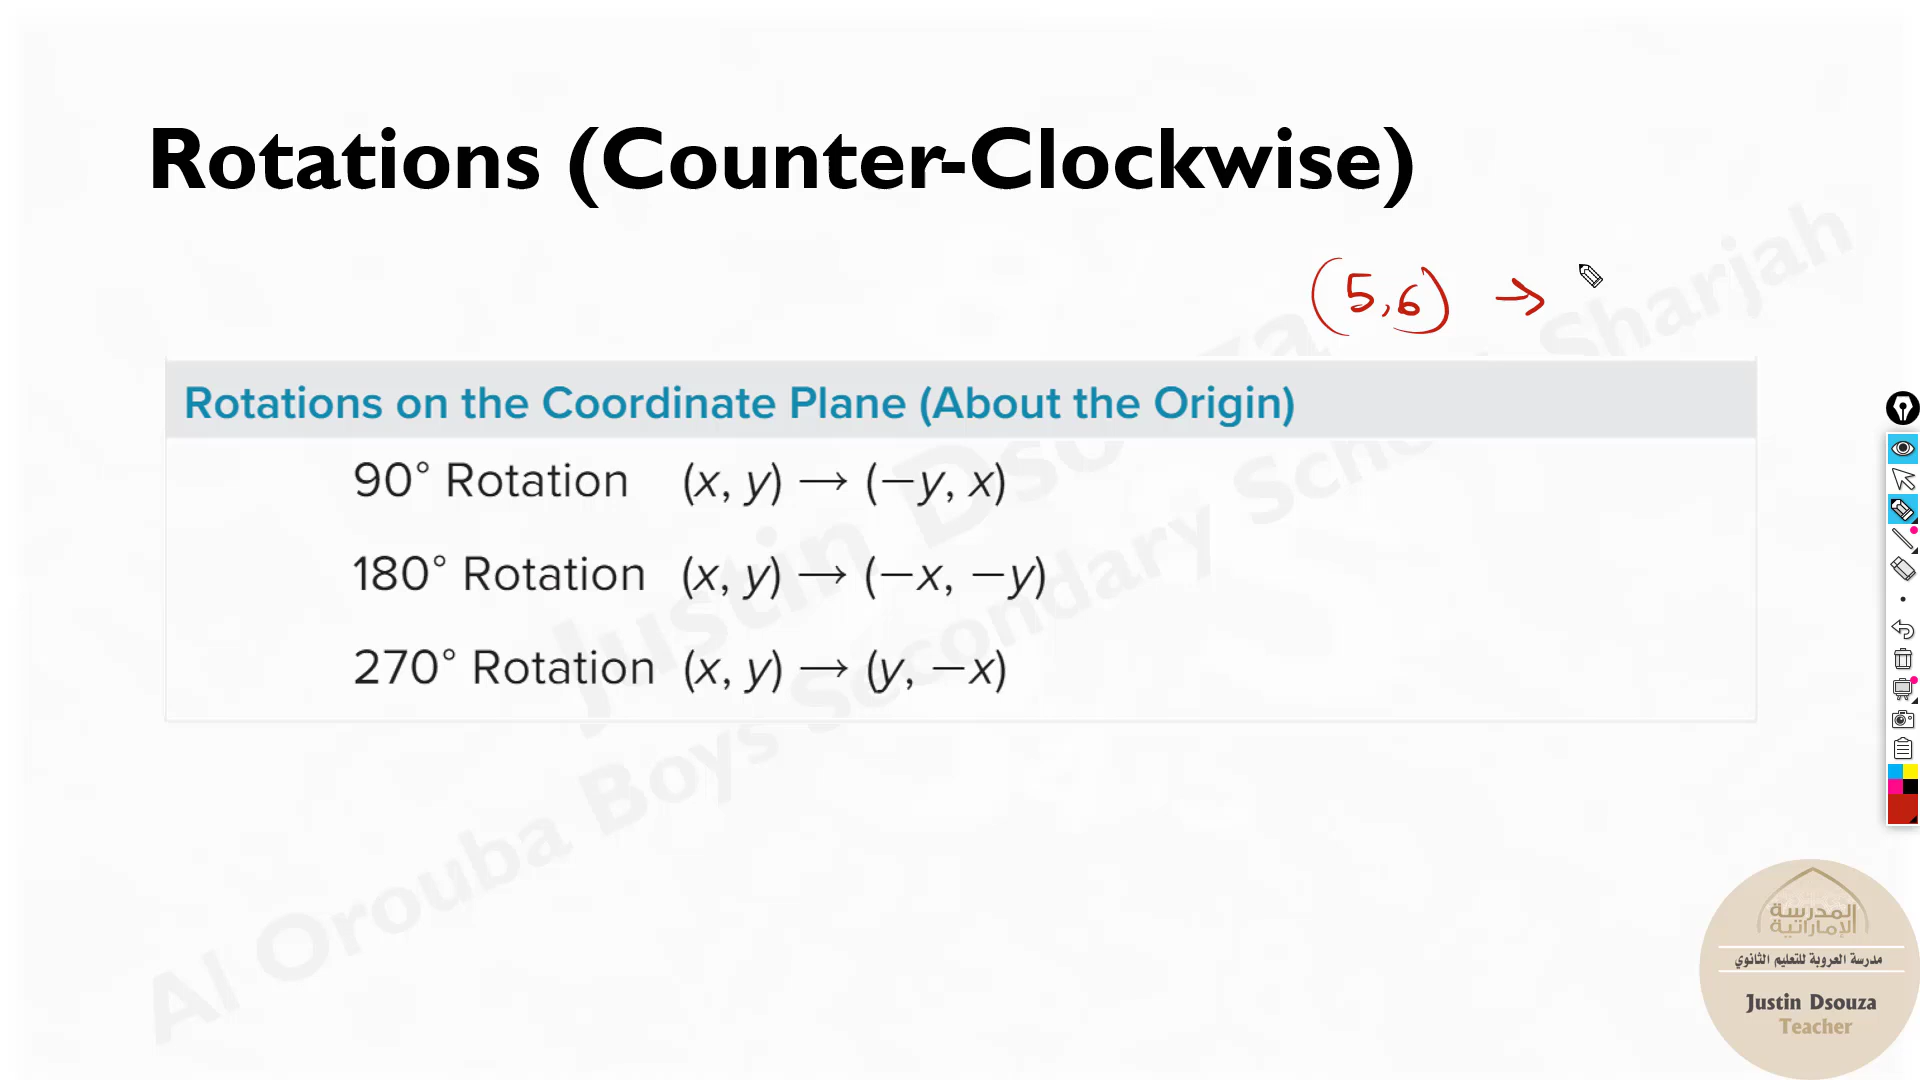 Rotations (Counter-Clockwise)
(5,6) →
Rotations on the Coordinate Plane (About the Origin)
90° Rotation (x, y) → (−y, x)
180° Rotation (x, y) → (−x, −y)
270° Rotation (x, y) → (y, −x)
Justin Dsouza
Al Orouba Boys Secondary School Sharjah
المدرسة
الإماراتية
مدرسة العروبة للتعليم الثانوي
Justin Dsouza
Teacher